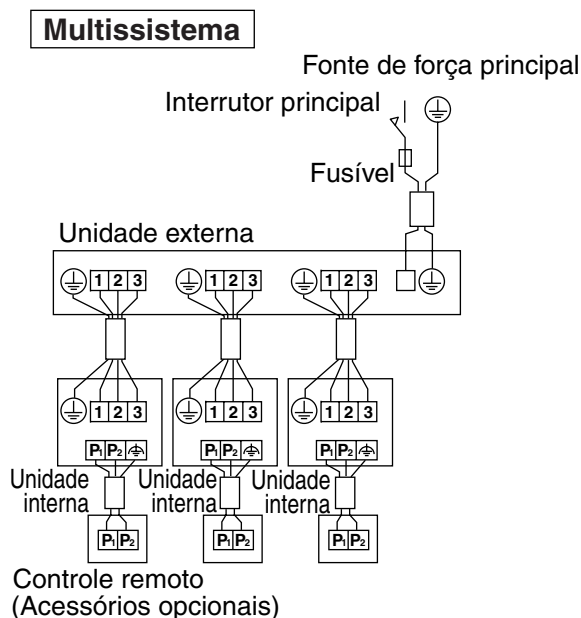 Multissistema
Fonte de força principal
Interrutor principal
Fusível
Unidade externa
1 2 3 1 2 3 1 2 3
1 2 3 1 2 3 1 2 3
P1 P2 P1 P2 P1 P2
Unidade interna Unidade interna Unidade interna
P1 P2 P1 P2 P1 P2
Controle remoto
(Acessórios opcionais)